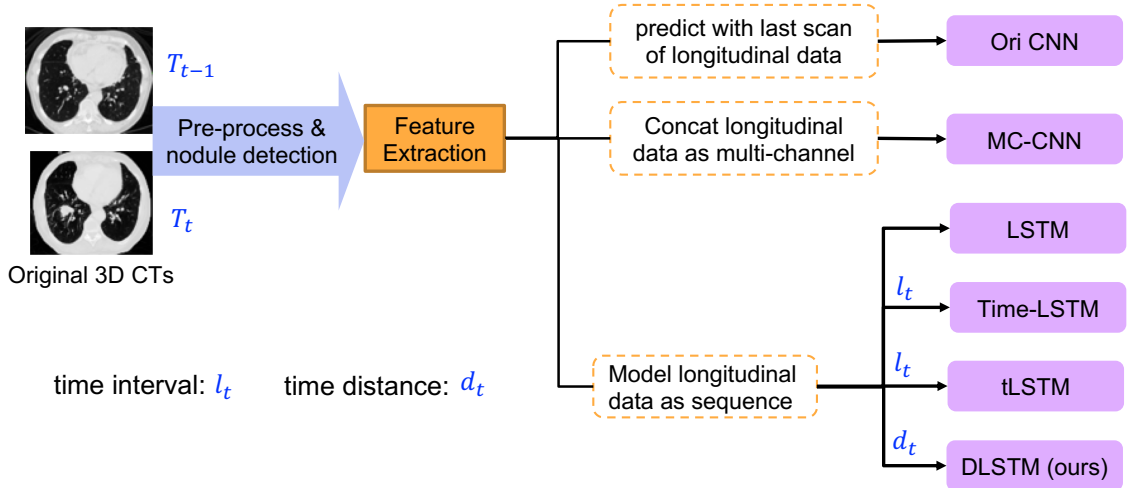 T_{t-1}
T_t
Original 3D CTs
Pre-process &
nodule detection
Feature
Extraction
predict with last scan
of longitudinal data
Ori CNN
Concat longitudinal
data as multi-channel
MC-CNN
Model longitudinal
data as sequence
LSTM
l_t
Time-LSTM
l_t
tLSTM
d_t
DLSTM (ours)
time interval: l_t
time distance: d_t